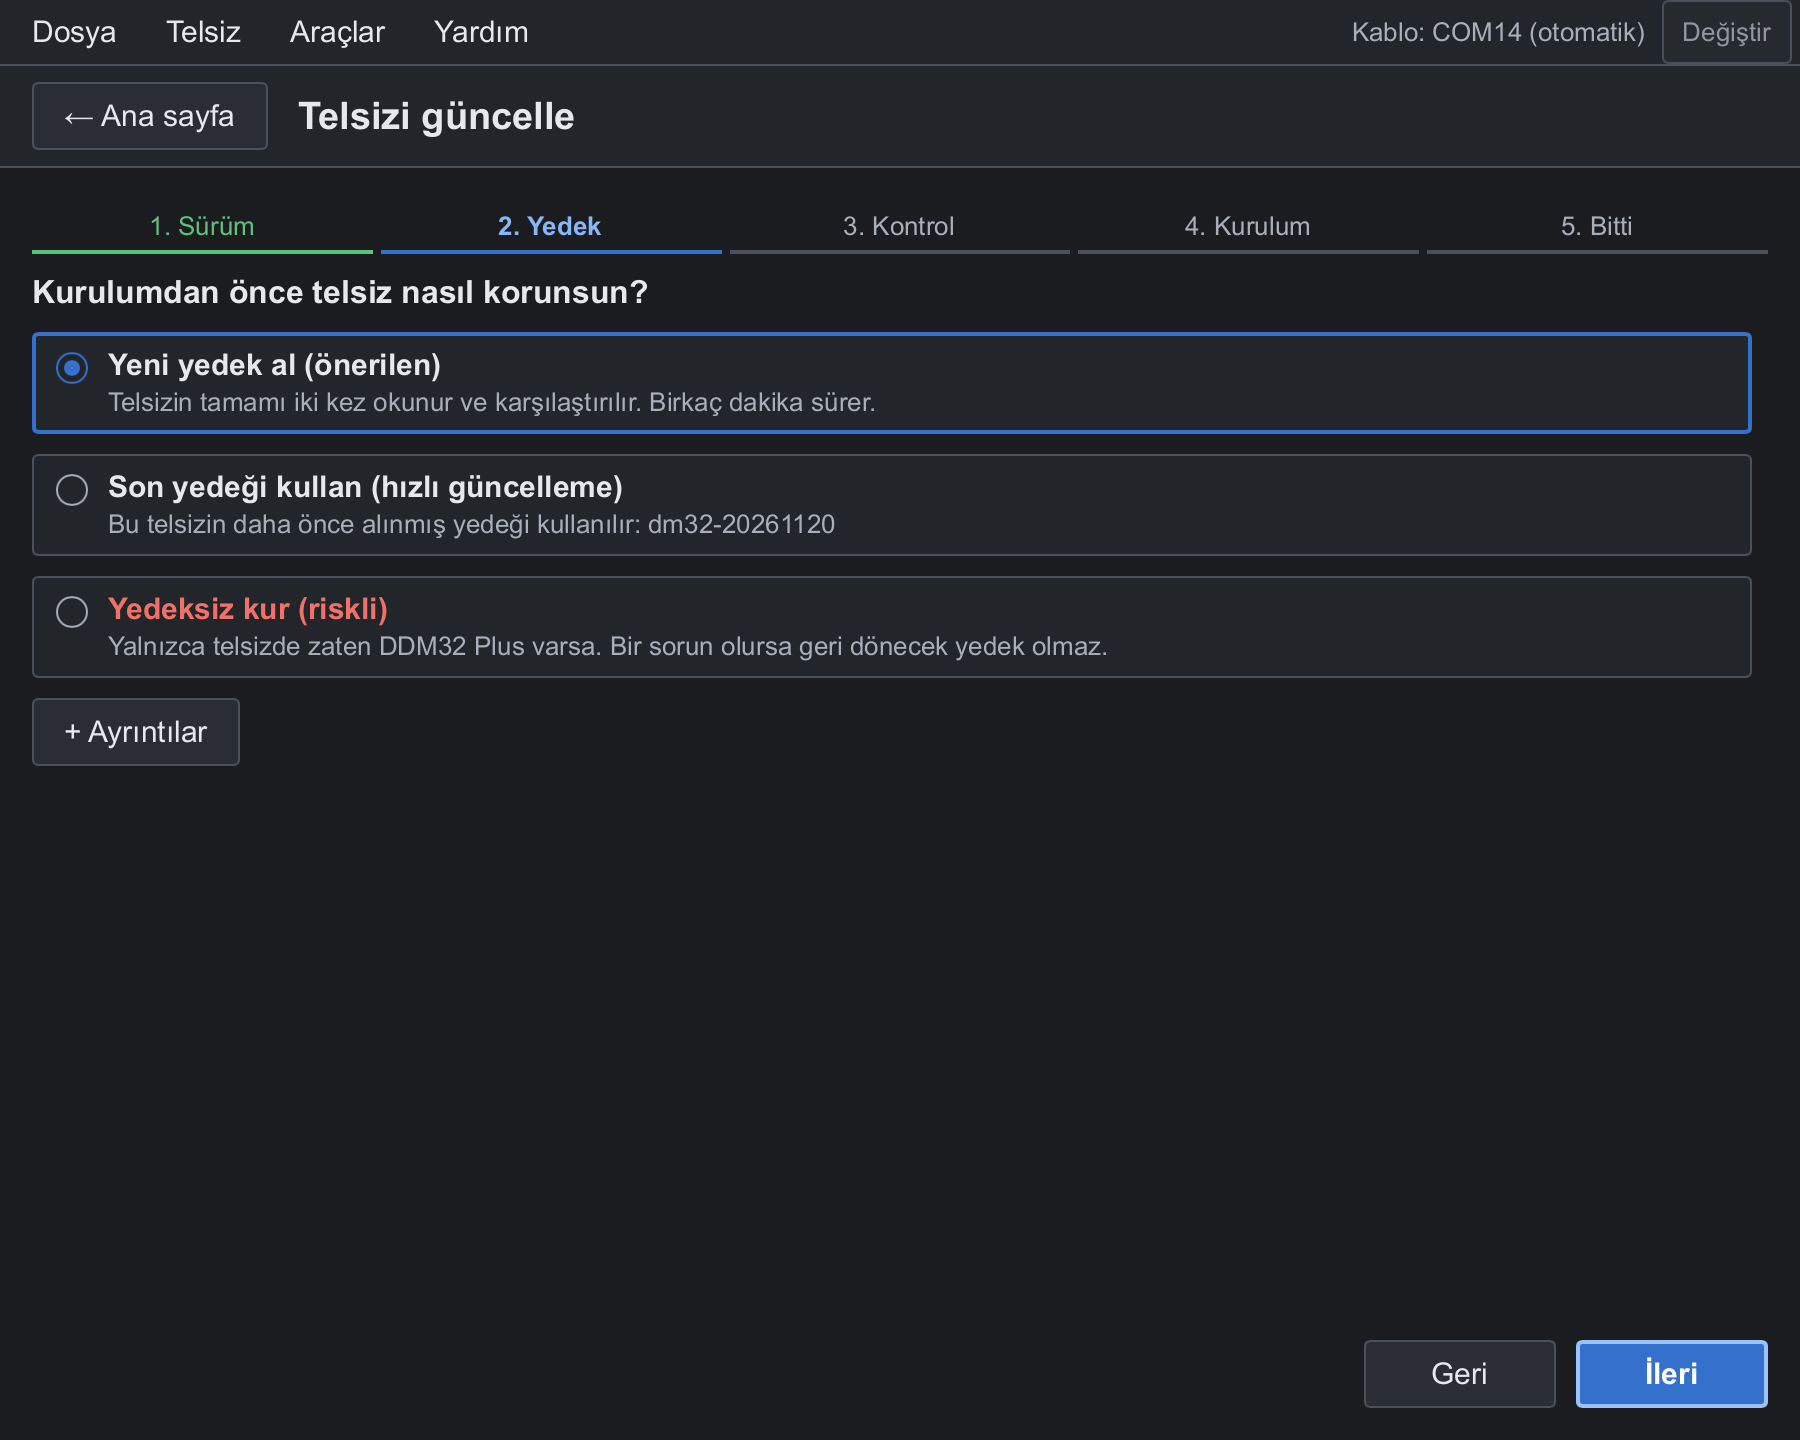 Dosya Telsiz Araçlar Yardım Kablo: COM14 (otomatik) Değiştir
← Ana sayfa Telsizi güncelle
1. Sürüm 2. Yedek 3. Kontrol 4. Kurulum 5. Bitti
Kurulumdan önce telsiz nasıl korunsun?
Yeni yedek al (önerilen)
Telsizin tamamı iki kez okunur ve karşılaştırılır. Birkaç dakika sürer.
Son yedeği kullan (hızlı güncelleme)
Bu telsizin daha önce alınmış yedeği kullanılır: dm32-20261120
Yedeksiz kur (riskli)
Yalnızca telsizde zaten DDM32 Plus varsa. Bir sorun olursa geri dönecek yedek olmaz.
+ Ayrıntılar
Geri İleri